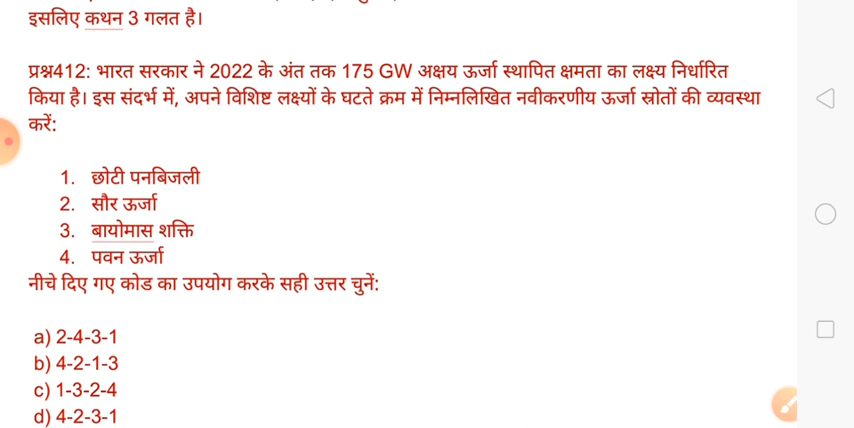 इसलिए कथन 3 गलत है।
प्रश्न412: भारत सरकार ने 2022 के अंत तक 175 GW अक्षय ऊर्जा स्थापित क्षमता का लक्ष्य निर्धारित
किया है। इस संदर्भ में, अपने विशिष्ट लक्ष्यों के घटते क्रम में निम्नलिखित नवीकरणीय ऊर्जा स्रोतों की व्यवस्था
करें:
1. छोटी पनबिजली
2. सौर ऊर्जा
3. बायोमास शक्ति
4. पवन ऊर्जा
नीचे दिए गए कोड का उपयोग करके सही उत्तर चुनें:
a) 2-4-3-1
b) 4-2-1-3
c) 1-3-2-4
d) 4-2-3-1